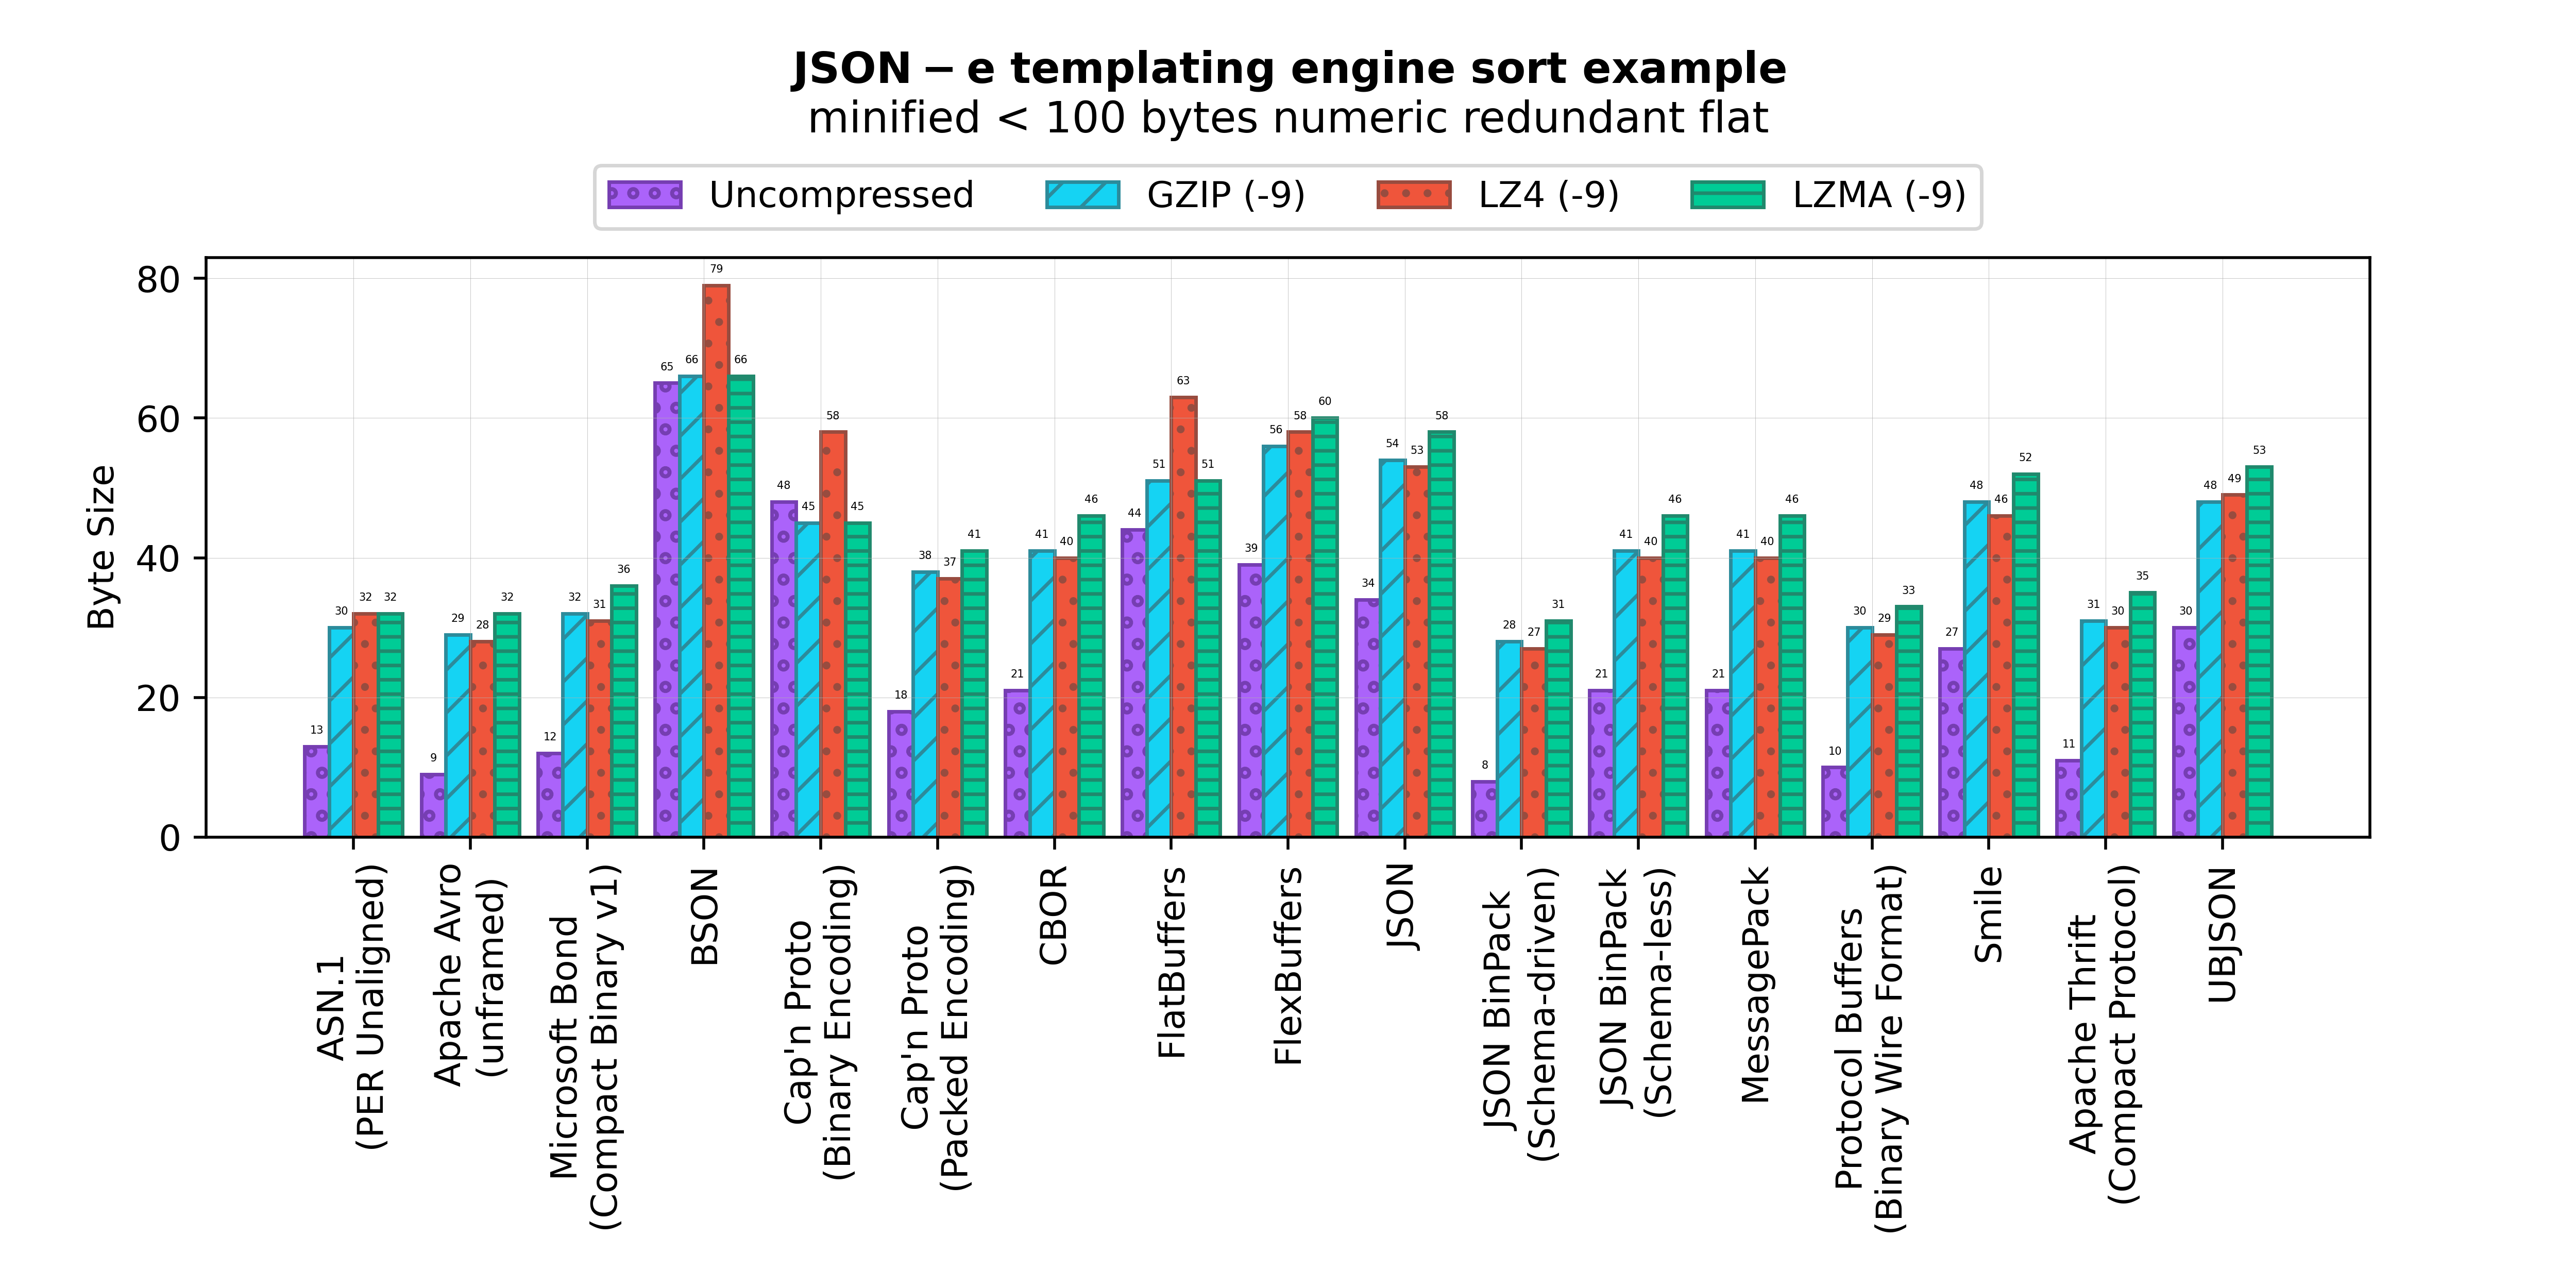 JSON − e templating engine sort example
minified < 100 bytes numeric redundant flat
Uncompressed GZIP (-9) LZ4 (-9) LZMA (-9)
Byte Size
80
60
40
20
0
13 30 32 32
9 29 28 32
12 32 31 36
65 66 79 66
48 45 58 45
18 38 37 41
21 41 40 46
44 51 63 51
39 56 58 60
34 54 53 58
8 28 27 31
21 41 40 46
21 41 40 46
10 30 29 33
27 48 46 52
11 31 30 35
30 48 49 53
ASN.1
(PER Unaligned)
Apache Avro
(unframed)
Microsoft Bond
(Compact Binary v1)
BSON
Cap'n Proto
(Binary Encoding)
Cap'n Proto
(Packed Encoding)
CBOR
FlatBuffers
FlexBuffers
JSON
JSON BinPack
(Schema-driven)
JSON BinPack
(Schema-less)
MessagePack
Protocol Buffers
(Binary Wire Format)
Smile
Apache Thrift
(Compact Protocol)
UBJSON